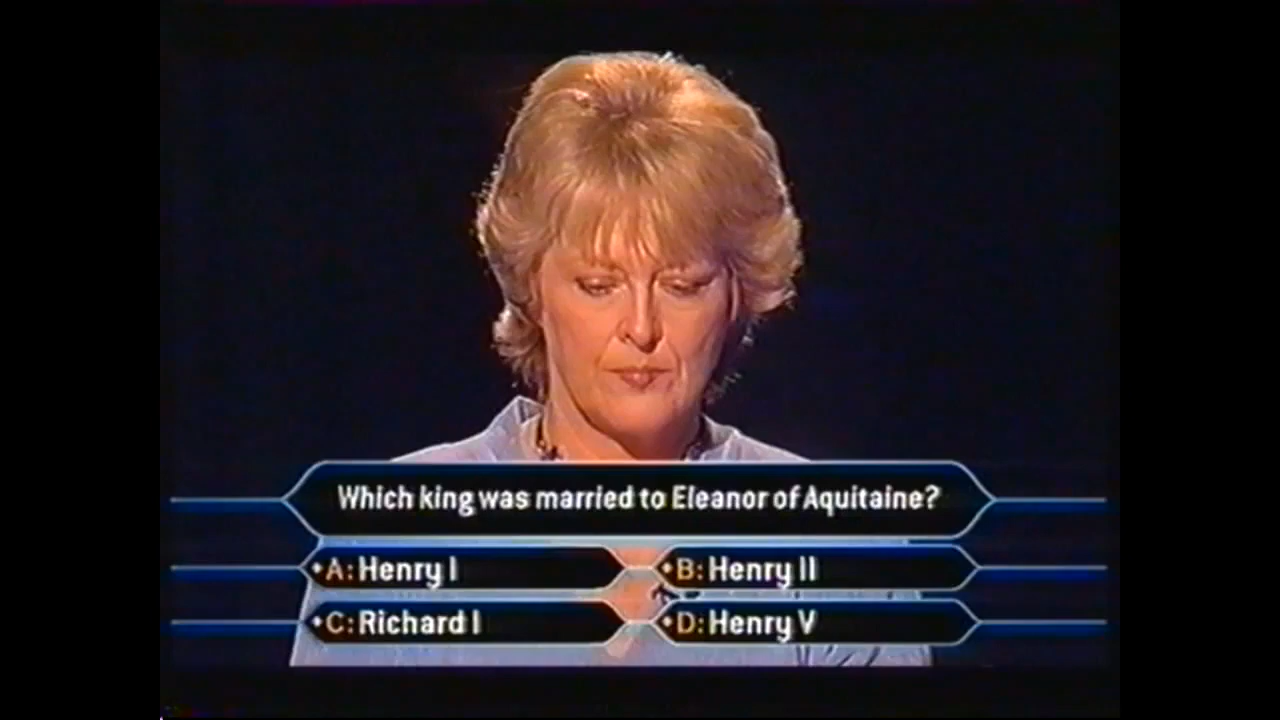 Which king was married to Eleanor of Aquitaine?
A: Henry I
B: Henry II
C: Richard I
D: Henry V